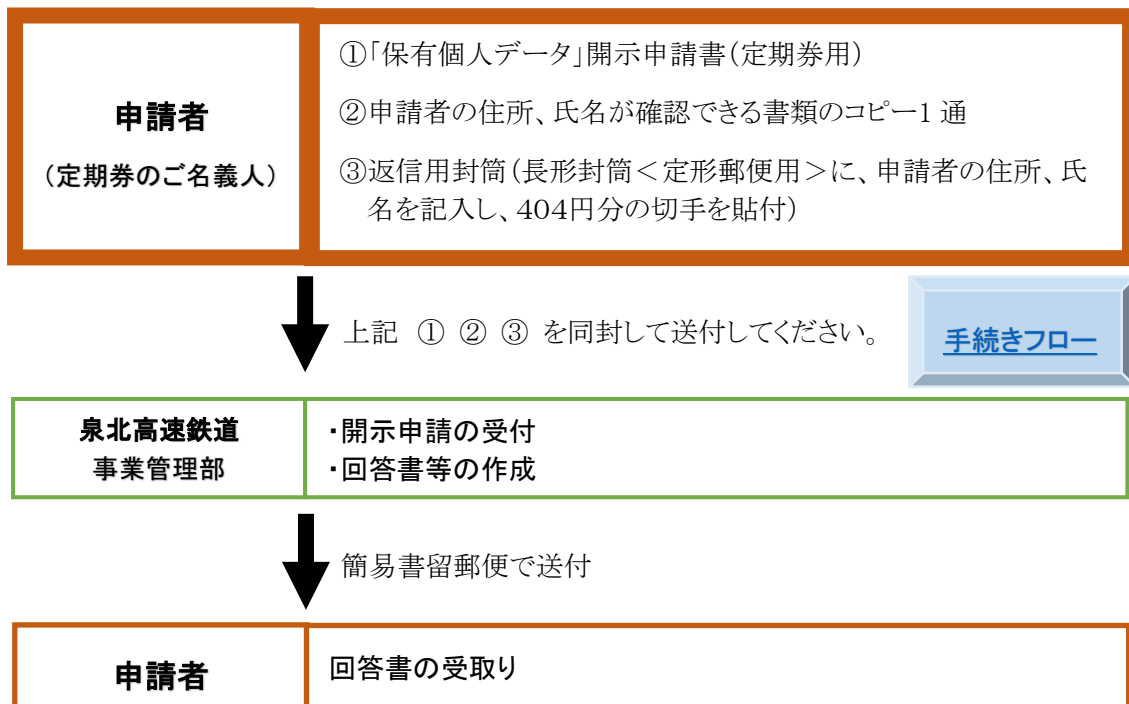 申請者
(定期券のご名義人)
①「保有個人データ」開示申請書(定期券用)
②申請者の住所、氏名が確認できる書類のコピー1 通
③返信用封筒(長形封筒<定形郵便用>に、申請者の住所、氏
名を記入し、404円分の切手を貼付)
上記 ① ② ③ を同封して送付してください。
手続きフロー
泉北高速鉄道
事業管理部
・開示申請の受付
・回答書等の作成
簡易書留郵便で送付
申請者
回答書の受取り